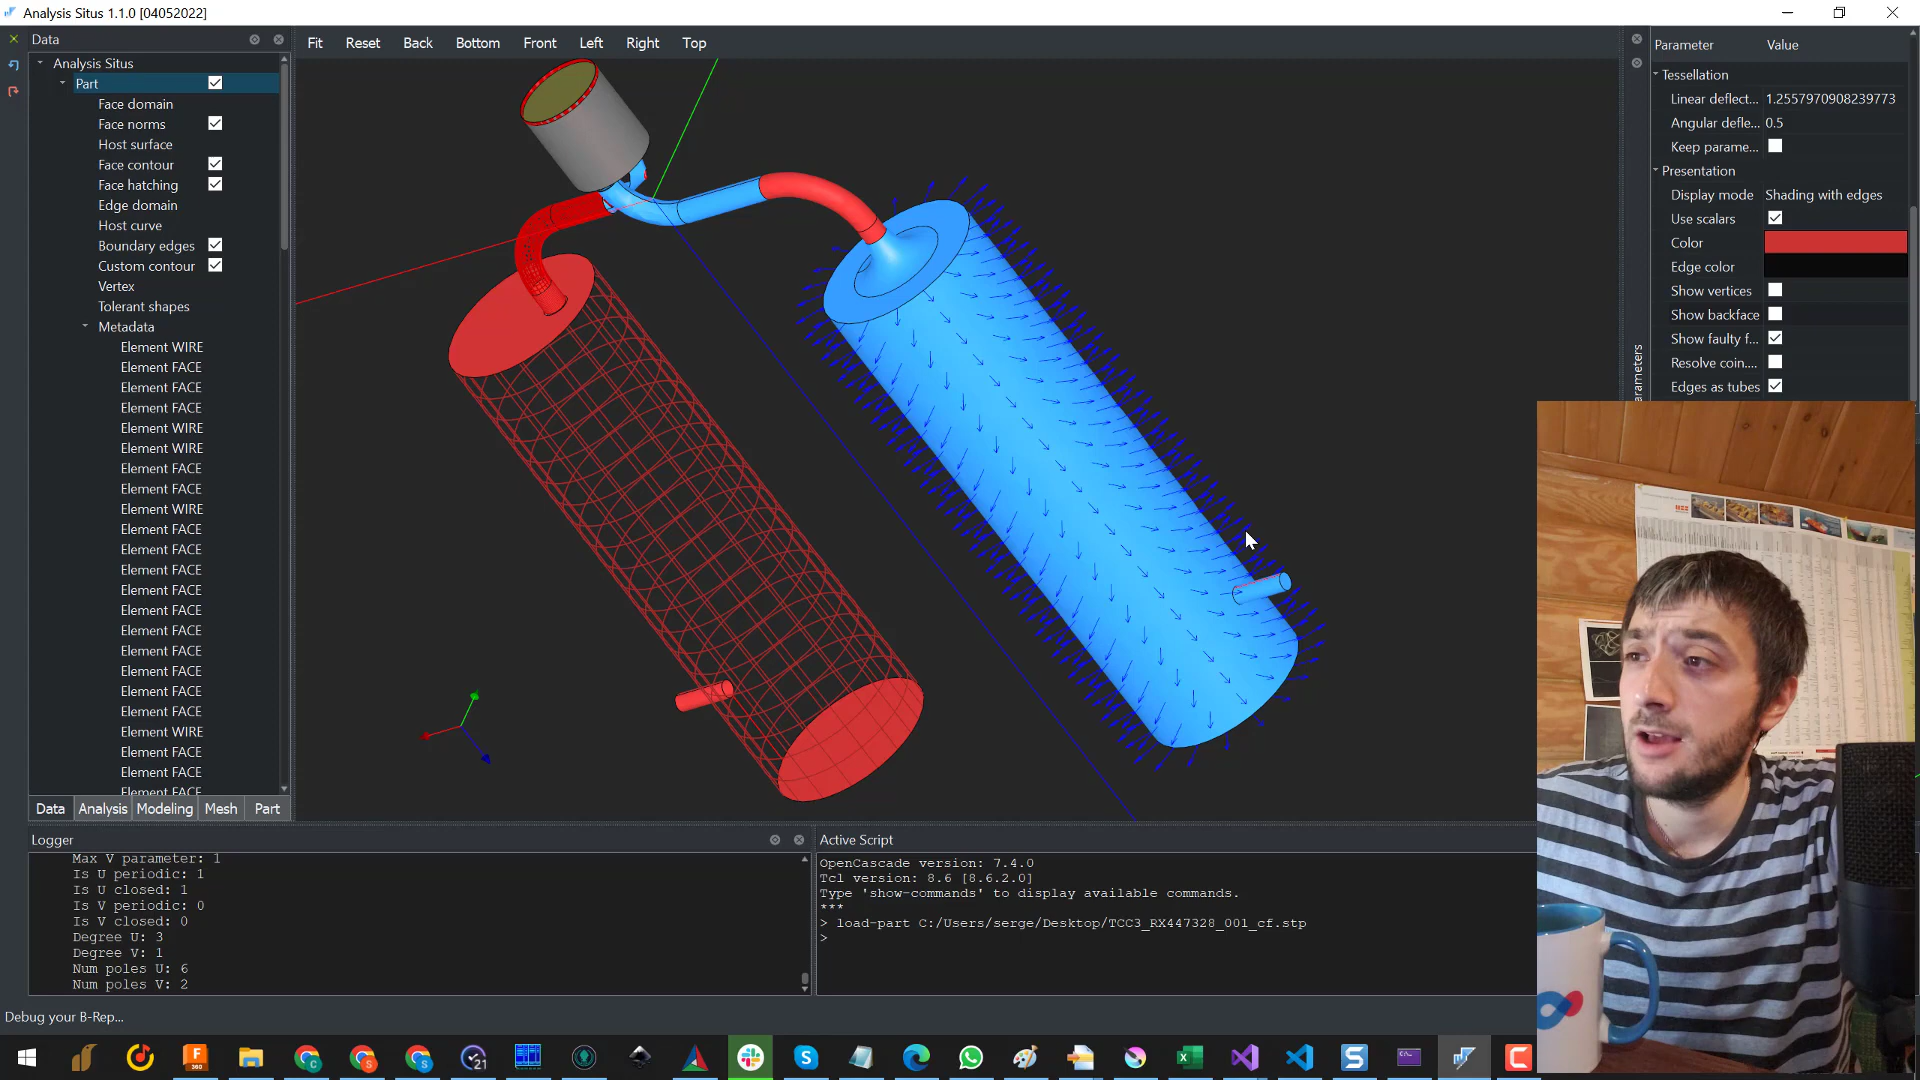 Analysis Situs 1.1.0 [04052022]
Data
Fit Reset Back Bottom Front Left Right Top
Analysis Situs
Part
Face domain
Face norms
Host surface
Face contour
Face hatching
Edge domain
Host curve
Boundary edges
Custom contour
Vertex
Tolerant shapes
Metadata
Element WIRE
Element FACE
Element FACE
Element FACE
Element WIRE
Element WIRE
Element FACE
Element FACE
Element WIRE
Element FACE
Element FACE
Element FACE
Element FACE
Element FACE
Element FACE
Element FACE
Element FACE
Element FACE
Element WIRE
Element FACE
Element FACE
Element FACE
Data Analysis Modeling Mesh Part
Parameter Value
Tessellation
Linear deflect... 1.2557970908239773
Angular defle... 0.5
Keep parame...
Presentation
Display mode Shading with edges
Use scalars
Color
Edge color
Show vertices
Show backface
Show faulty f...
Resolve coin....
Edges as tubes
Logger
Max V parameter: 1
Is U periodic: 1
Is U closed: 1
Is V periodic: 0
Is V closed: 0
Degree U: 3
Degree V: 1
Num poles U: 6
Num poles V: 2
Active Script
OpenCascade version: 7.4.0
Tcl version: 8.6 [8.6.2.0]
Type 'show-commands' to display available commands.
***
> load-part C:/Users/serge/Desktop/TCC3_RX447328_001_cf.stp
>
Debug your B-Rep...